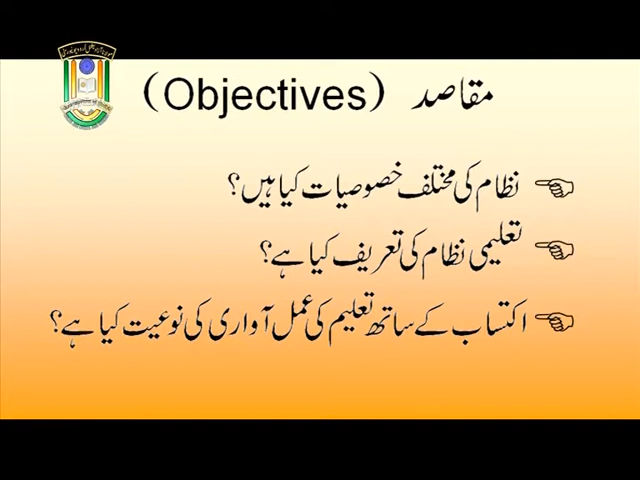 مقاصد (Objectives)
نظام کی مختلف خصوصیات کیا ہیں؟
تعلیمی نظام کی تعریف کیا ہے؟
اکتساب کے ساتھ تعلیم کی عمل آواری کی نوعیت کیا ہے؟